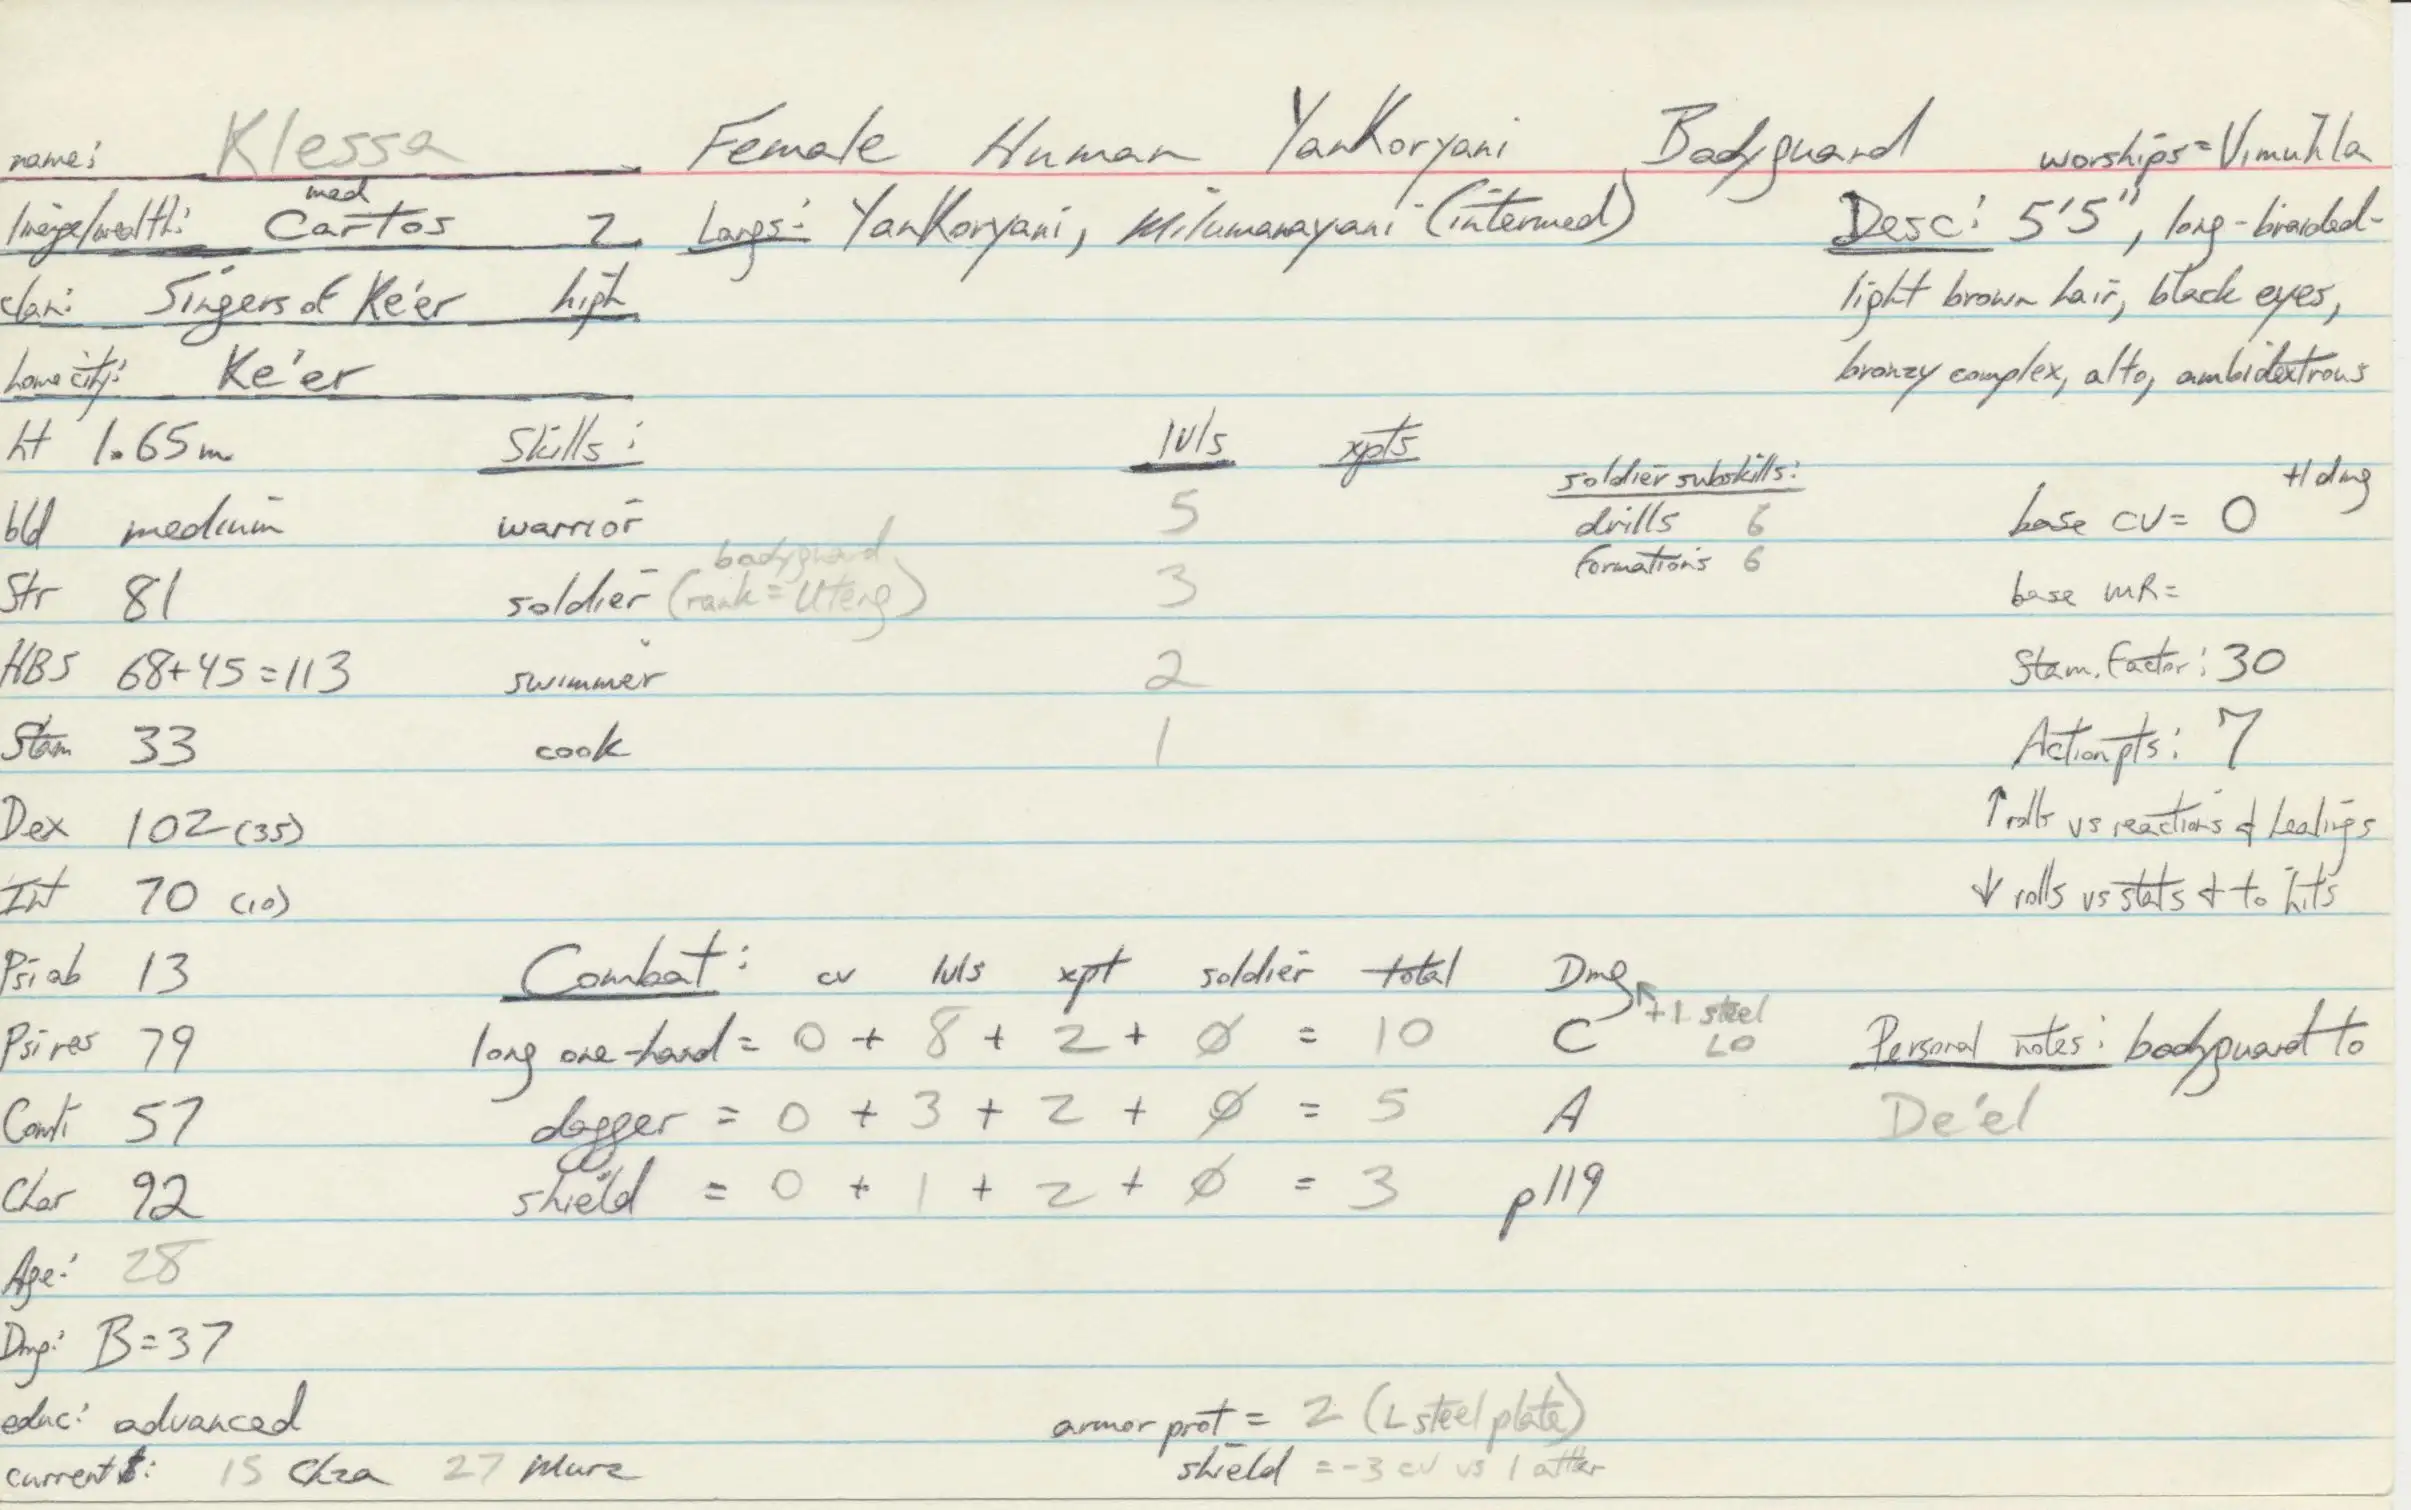 name: Klessa Female Human YanKoryani Bodyguard worships = Vimuhla
med
lineage/wealth: Cartos 2 Langs: YanKoryani, Milumanayani (intermed) Desc: 5'5", long-braided-
clan: Singers of Ke'er high light brown hair, black eyes,
home city: Ke'er bronzy complex, alto, ambidextrous
ht 1.65m Skills: lvls xpts soldier subskills: +1 dmg
bld medium warrior 5 drills 6 base CV = 0
bodyguard formations 6
Str 81 soldier (rank = Uteng) 3 base MR =
HBS 68+45=113 swimmer 2 Stam. Factor: 30
Stam 33 cook 1 Action pts: 7
Dex 102 (35) ↑ rolls vs reactions & healings
Int 70 (10) ↓ rolls vs stats & to hits
Psi ab 13 Combat: cv lvls xpt soldier total Dmg
↖+1 steel
Psi res 79 long one-hand = 0 + 8 + 2 + Ø = 10 C LO Personal notes: bodyguard to
57 dagger = 0 + 3 + 2 + Ø = 5 A De'el
Char 92 shield = 0 + 1 + 2 + Ø = 3 p119
Age: 28
Dmg: B=37
educ: advanced armor prot = 2 (L steel plate)
current $: 15 Chza 27 Murz shield = -3 cv vs 1 atter